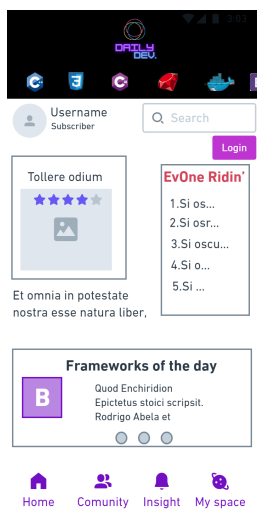 3:03
DAILY
DEV.
Username
Subscriber
Search
Login
Tollere odium
EvOne Ridin'
1.Si os...
2.Si osr...
3.Si oscu...
4.Si o...
5.Si ...
Et omnia in potestate
nostra esse natura liber,
Frameworks of the day
B
Quod Enchiridion
Epictetus stoici scripsit.
Rodrigo Abela et
Home Comunity Insight My space